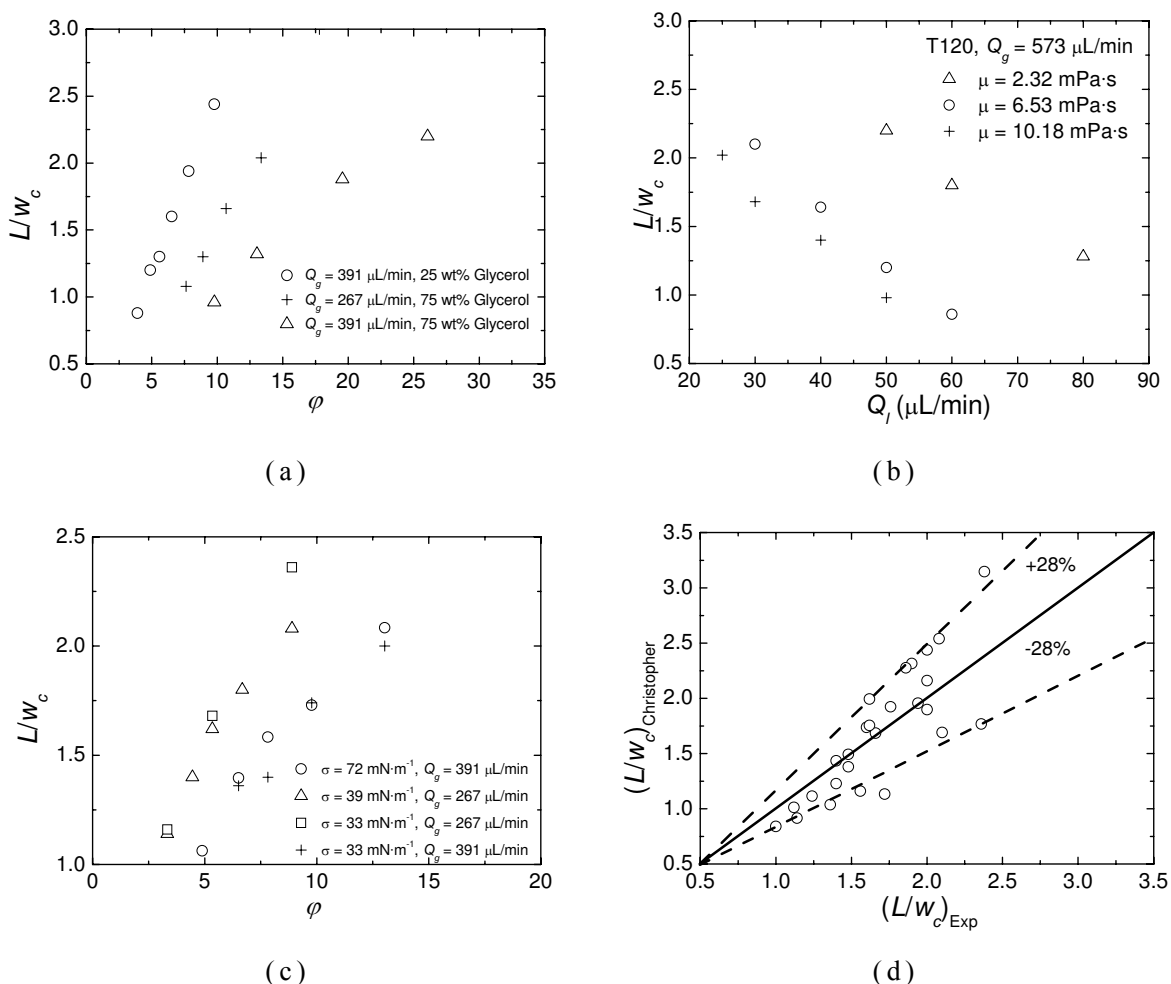 3.0
2.5
2.0
1.5
1.0
0.5
L/w_c
○ Q_g = 391 μL/min, 25 wt% Glycerol
+ Q_g = 267 μL/min, 75 wt% Glycerol
△ Q_g = 391 μL/min, 75 wt% Glycerol
0 5 10 15 20 25 30 35
φ
(a)
3.0
2.5
2.0
1.5
1.0
0.5
L/w_c
T120, Q_g = 573 μL/min
△ μ = 2.32 mPa·s
○ μ = 6.53 mPa·s
+ μ = 10.18 mPa·s
20 30 40 50 60 70 80 90
Q_l (μL/min)
(b)
2.5
2.0
1.5
1.0
L/w_c
○ σ = 72 mN·m⁻¹, Q_g = 391 μL/min
△ σ = 39 mN·m⁻¹, Q_g = 267 μL/min
□ σ = 33 mN·m⁻¹, Q_g = 267 μL/min
+ σ = 33 mN·m⁻¹, Q_g = 391 μL/min
0 5 10 15 20
φ
(c)
3.5
3.0
2.5
2.0
1.5
1.0
0.5
(L/w_c)_Christopher
+28%
-28%
0.5 1.0 1.5 2.0 2.5 3.0 3.5
(L/w_c)_Exp
(d)